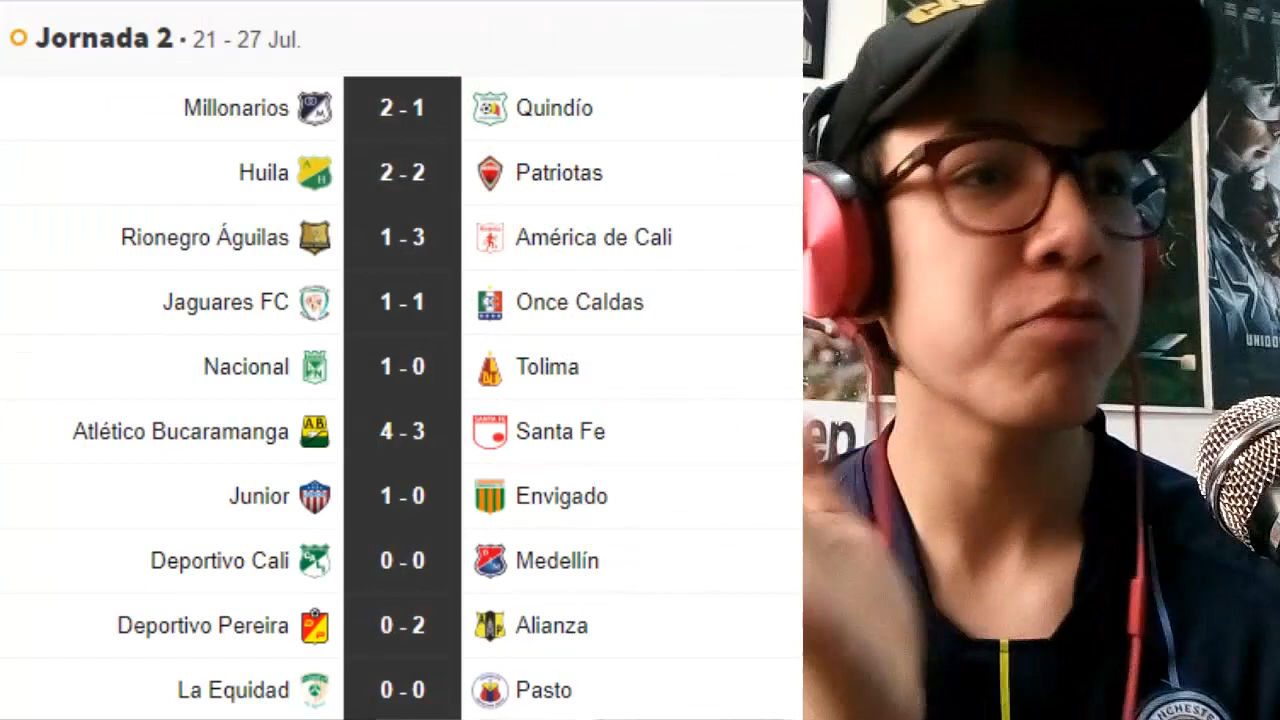 Jornada 2 · 21 - 27 Jul.
Millonarios 2 - 1 Quindío
Huila 2 - 2 Patriotas
Rionegro Águilas 1 - 3 América de Cali
Jaguares FC 1 - 1 Once Caldas
Nacional 1 - 0 Tolima
Atlético Bucaramanga 4 - 3 Santa Fe
Junior 1 - 0 Envigado
Deportivo Cali 0 - 0 Medellín
Deportivo Pereira 0 - 2 Alianza
La Equidad 0 - 0 Pasto